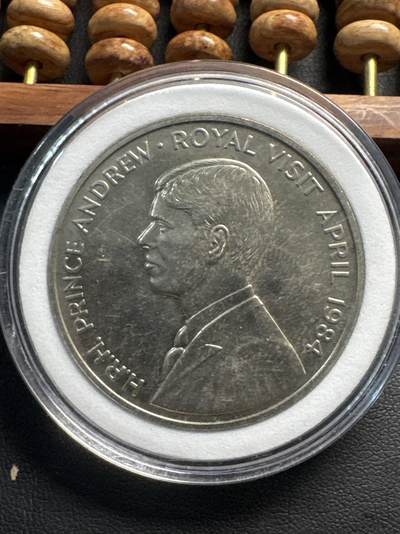 H.R.H. PRINCE ANDREW · ROYAL VISIT APRIL 1984